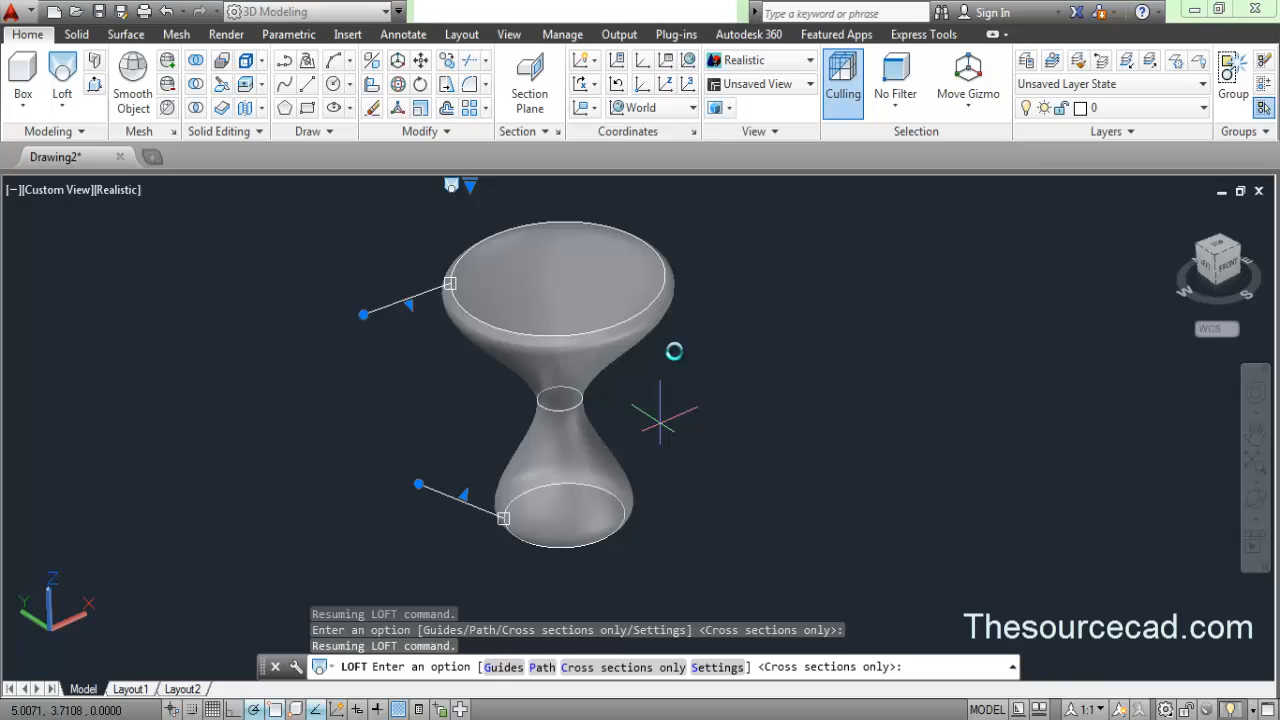 3D Modeling
Type a keyword or phrase
Sign In
Home Solid Surface Mesh Render Parametric Insert Annotate Layout View Manage Output Plug-ins Autodesk 360 Featured Apps Express Tools
Box
Loft
Smooth
Object
Section
Plane
World
Realistic
Unsaved View
Culling
No Filter
Move Gizmo
Unsaved Layer State
0
Group
Modeling Mesh Solid Editing Draw Modify Section Coordinates View Selection Layers Groups
Drawing2*
[−][Custom View][Realistic]
TOP
LEFT
FRONT
E
W
S
WCS
Z
Y
X
Resuming LOFT command.
Enter an option [Guides/Path/Cross sections only/Settings] <Cross sections only>:
Resuming LOFT command.
Thesourcecad.com
LOFT Enter an option [Guides Path Cross sections only Settings] <Cross sections only>:
Model Layout1 Layout2
5.0071, 3.7108, 0.0000
MODEL
1:1